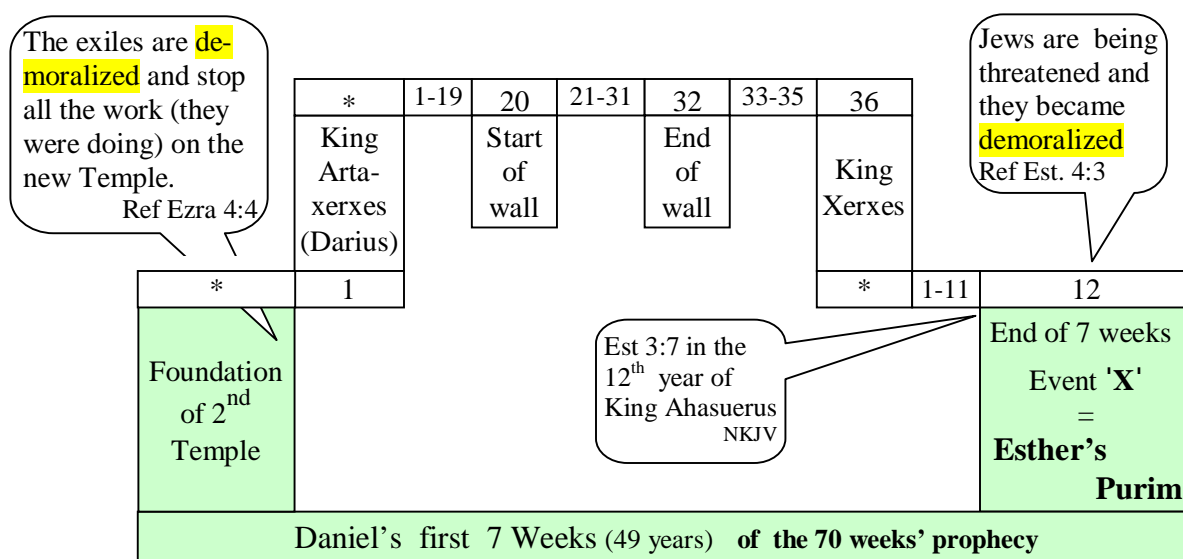 The exiles are de-
moralized and stop
all the work (they
were doing) on the
new Temple.
Ref Ezra 4:4
Jews are being
threatened and
they became
demoralized
Ref Est. 4:3
* 1-19 20 21-31 32 33-35 36
King
Arta-
xerxes
(Darius)
Start
of
wall
End
of
wall
King
Xerxes
* 1 * 1-11 12
Foundation
of 2nd
Temple
Est 3:7 in the
12th year of
King Ahasuerus
NKJV
End of 7 weeks
Event 'X'
=
Esther's
Purim
Daniel's first 7 Weeks (49 years) of the 70 weeks' prophecy